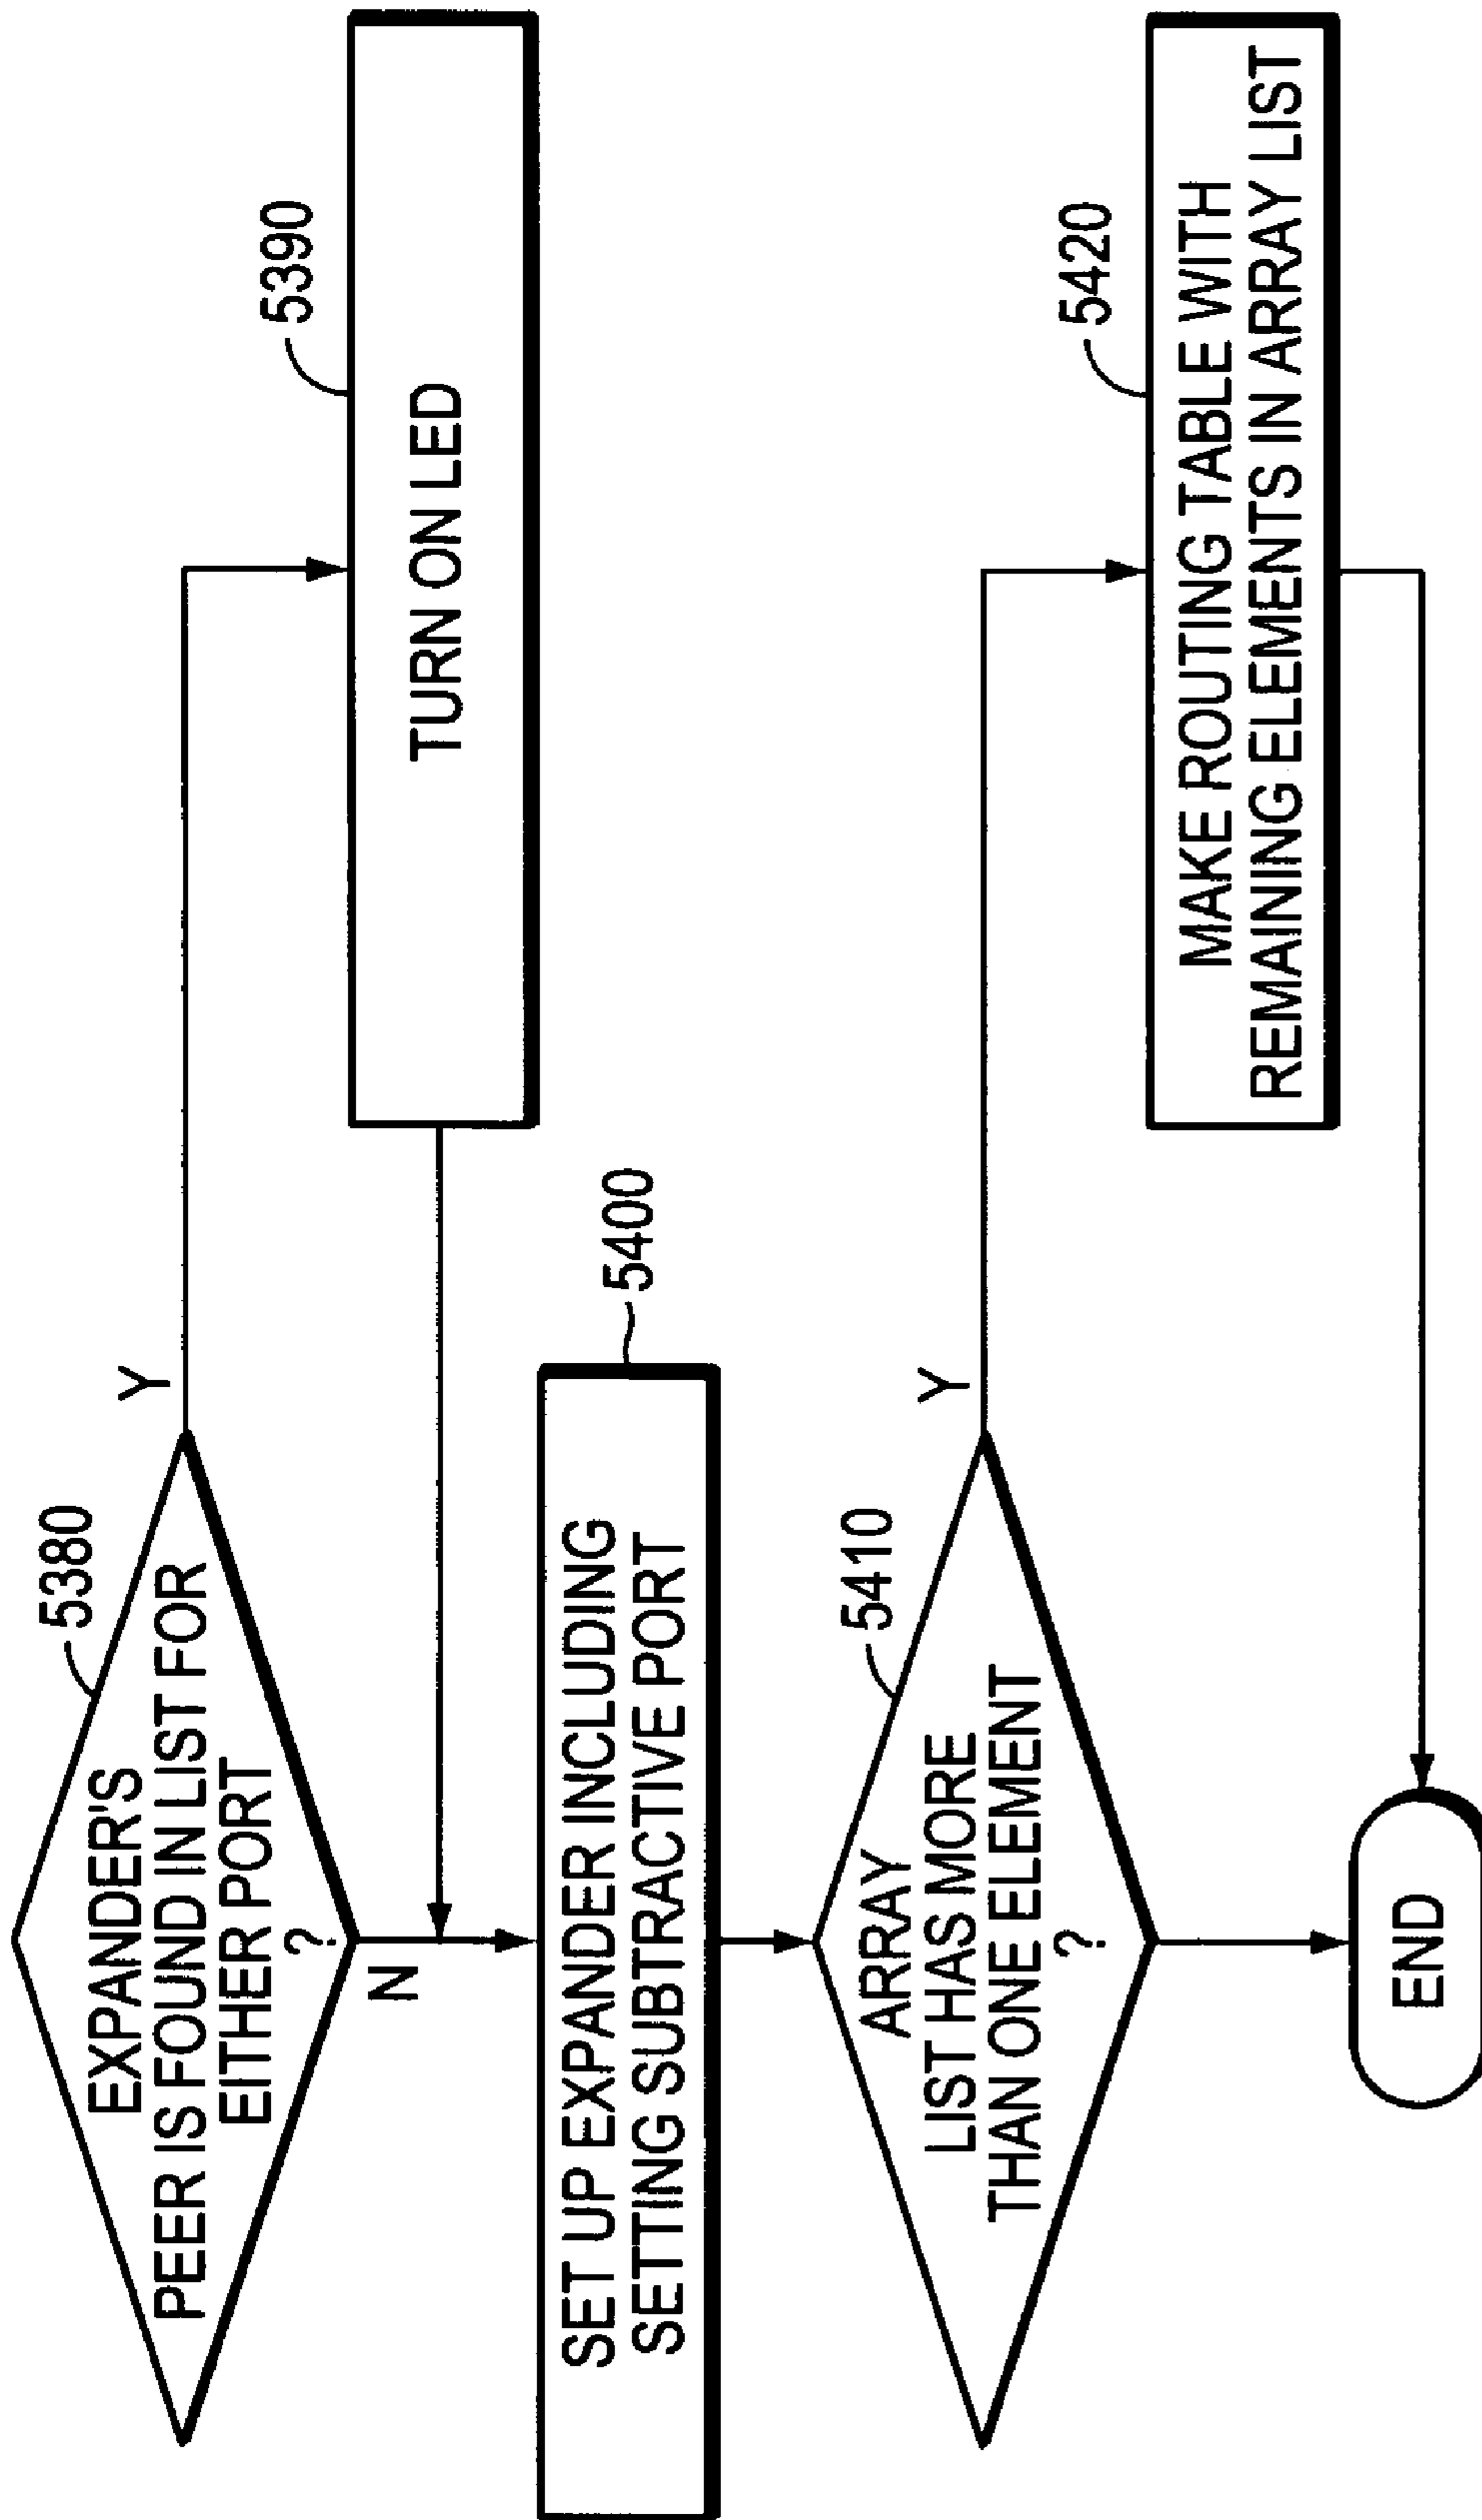 5380
EXPANDER'S
PEER IS FOUND IN LIST FOR
EITHER PORT
?
Y
N
5390
TURN ON LED
5400
SET UP EXPANDER INCLUDING
SETTING SUBTRACTIVE PORT
5410
ARRAY
LIST HAS MORE
THAN ONE ELEMENT
?
Y
5420
MAKE ROUTING TABLE WITH
REMAINING ELEMENTS IN ARRAY LIST
END